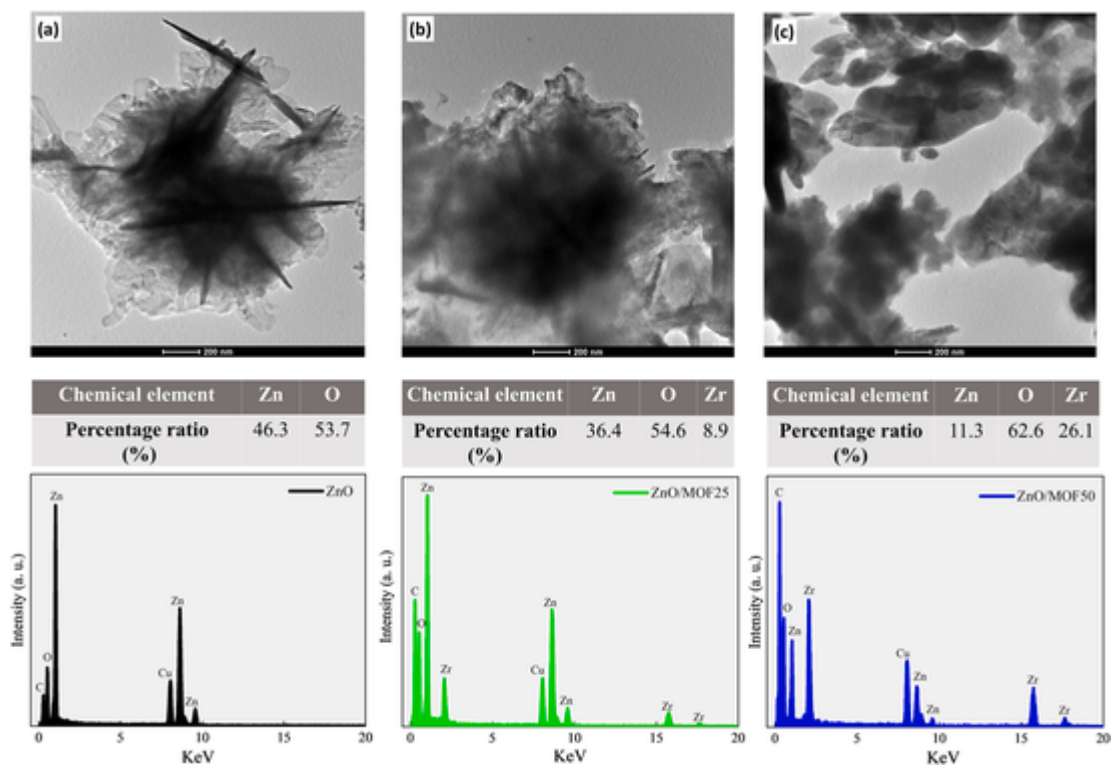 (a)
(b)
(c)
200 nm
200 nm
200 nm
Chemical element Zn O
Percentage ratio (%) 46.3 53.7
Chemical element Zn O Zr
Percentage ratio (%) 36.4 54.6 8.9
Chemical element Zn O Zr
Percentage ratio (%) 11.3 62.6 26.1
ZnO
Zn
Zn
O
C
Cu
Zn
Intensity (a. u.)
0 5 10 15 20
KeV
ZnO/MOF25
Zn
C
Zn
O
Zr
Cu
Zn
Zr
Zr
Intensity (a. u.)
0 5 10 15 20
KeV
ZnO/MOF50
C
Zr
O
Zn
Cu
Zn
Zr
Zn
Zr
Intensity (a. u.)
0 5 10 15 20
KeV